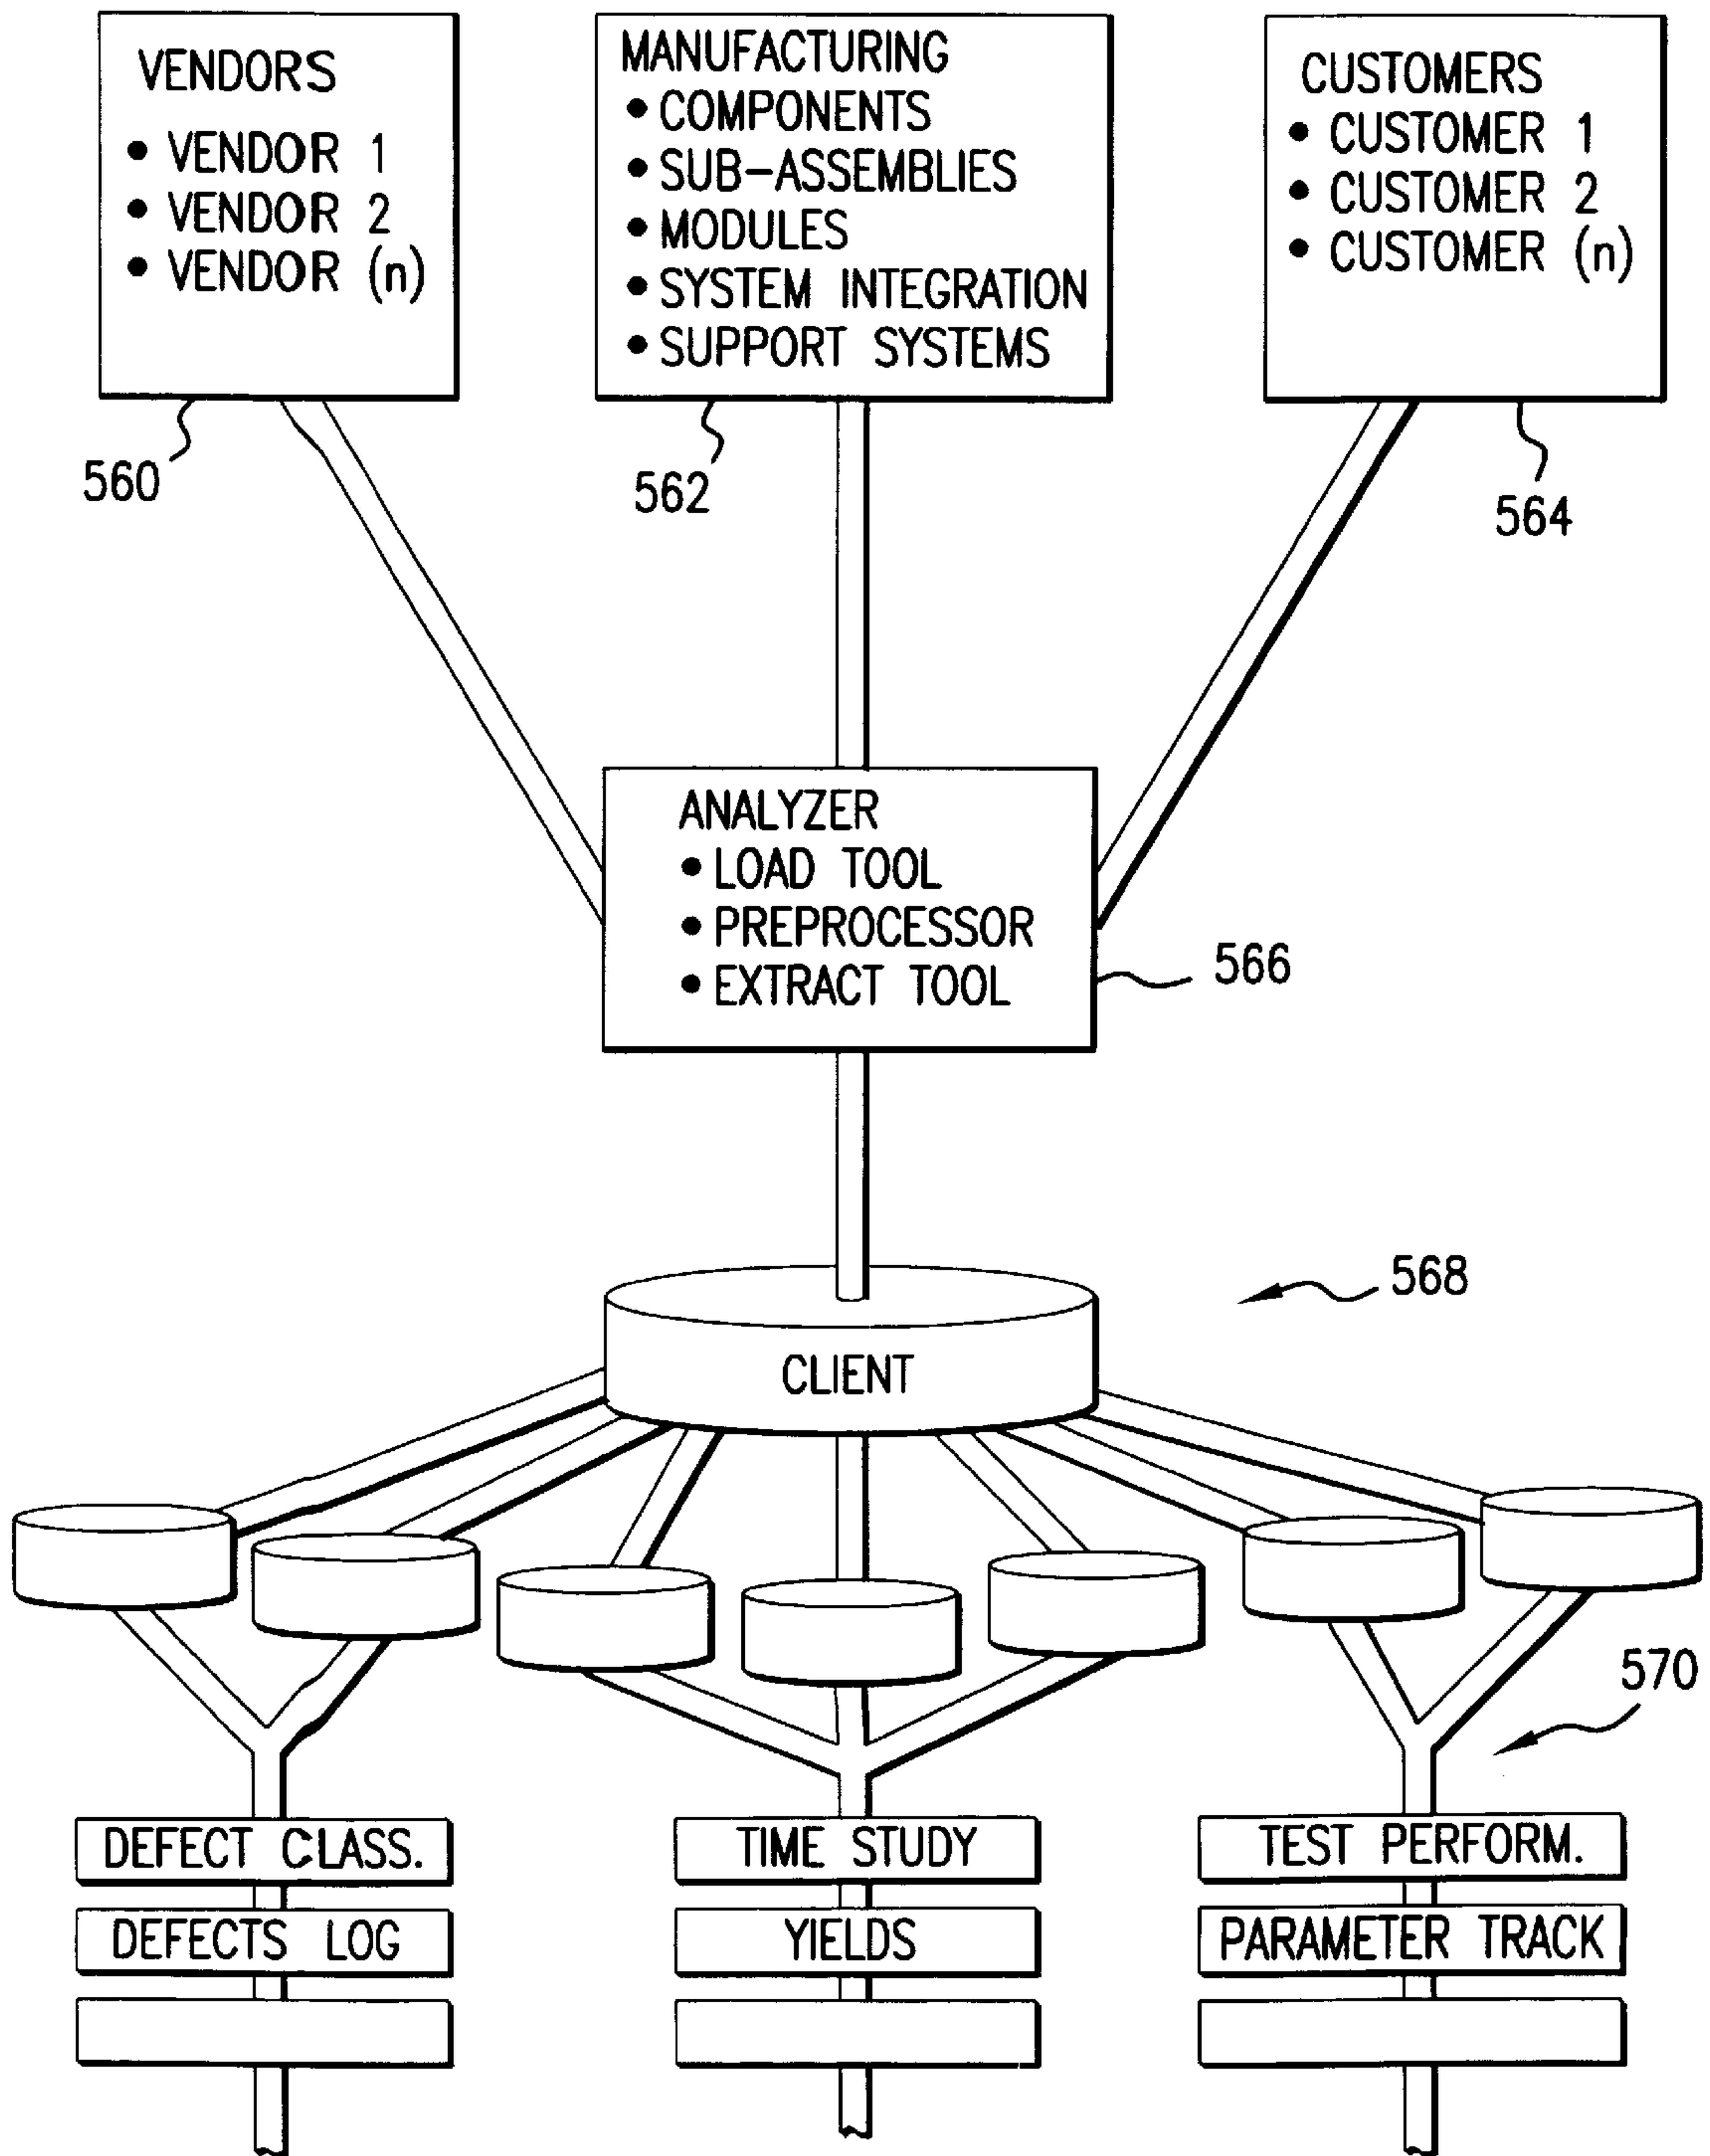 VENDORS
• VENDOR 1
• VENDOR 2
• VENDOR (n)
560
MANUFACTURING
• COMPONENTS
• SUB-ASSEMBLIES
• MODULES
• SYSTEM INTEGRATION
• SUPPORT SYSTEMS
562
CUSTOMERS
• CUSTOMER 1
• CUSTOMER 2
• CUSTOMER (n)
564
ANALYZER
• LOAD TOOL
• PREPROCESSOR
• EXTRACT TOOL
566
568
CLIENT
570
DEFECT CLASS.
DEFECTS LOG
TIME STUDY
YIELDS
TEST PERFORM.
PARAMETER TRACK